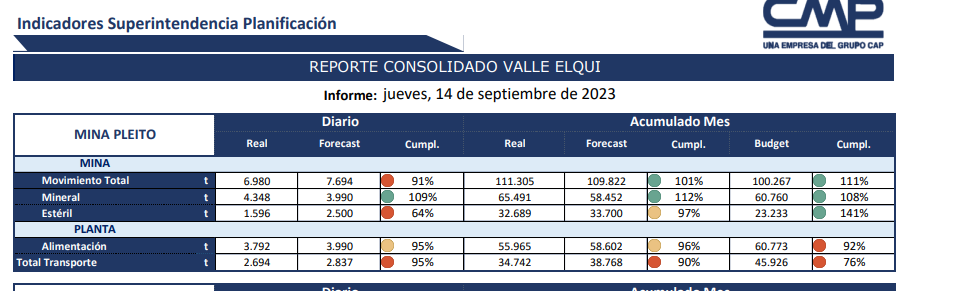 Indicadores Superintendencia Planificación
CMP
UNA EMPRESA DEL GRUPO CAP
REPORTE CONSOLIDADO VALLE ELQUI
Informe: jueves, 14 de septiembre de 2023
MINA PLEITO Diario Acumulado Mes
Real Forecast Cumpl. Real Forecast Cumpl. Budget Cumpl.
MINA
Movimiento Total t 6.980 7.694 91% 111.305 109.822 101% 100.267 111%
Mineral t 4.348 3.990 109% 65.491 58.452 112% 60.760 108%
Estéril t 1.596 2.500 64% 32.689 33.700 97% 23.233 141%
PLANTA
Alimentación t 3.792 3.990 95% 55.965 58.602 96% 60.773 92%
Total Transporte t 2.694 2.837 95% 34.742 38.768 90% 45.926 76%
Diario Acumulado Mes